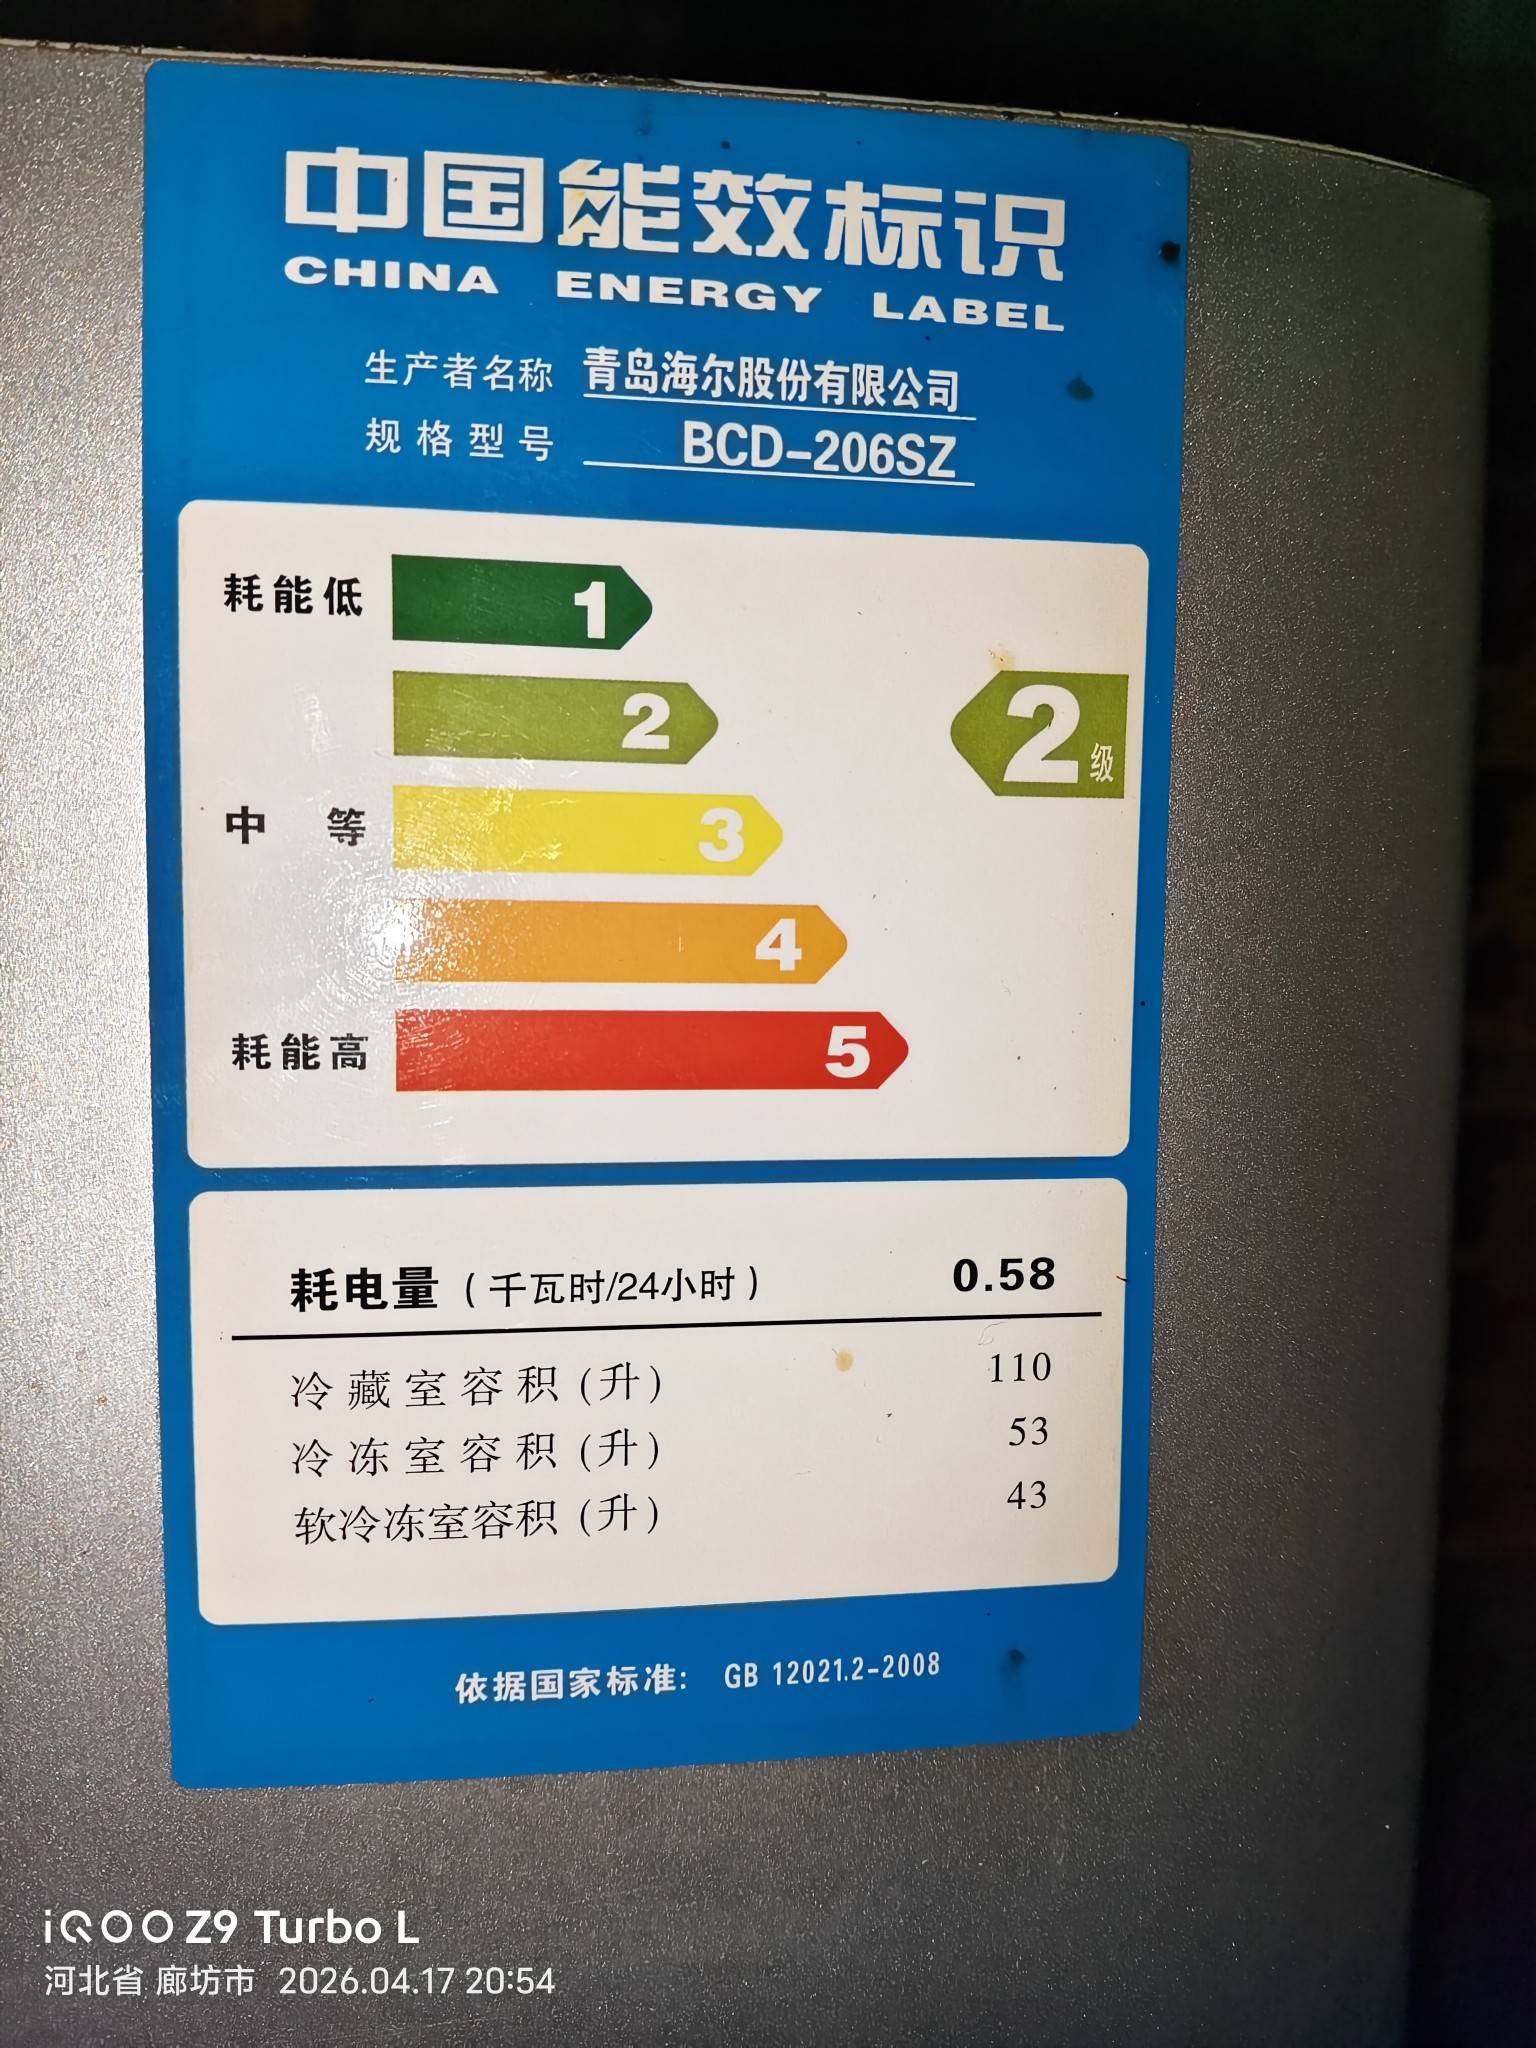 中国能效标识
CHINA ENERGY LABEL
生产者名称 青岛海尔股份有限公司
规格型号 BCD-206SZ
耗能低 1
2 2级
中等 3
4
耗能高 5
耗电量（千瓦时/24小时） 0.58
冷藏室容积(升) 110
冷冻室容积(升) 53
软冷冻室容积(升) 43
依据国家标准: GB 12021.2-2008
iQOO Z9 Turbo L
河北省 廊坊市 2026.04.17 20:54